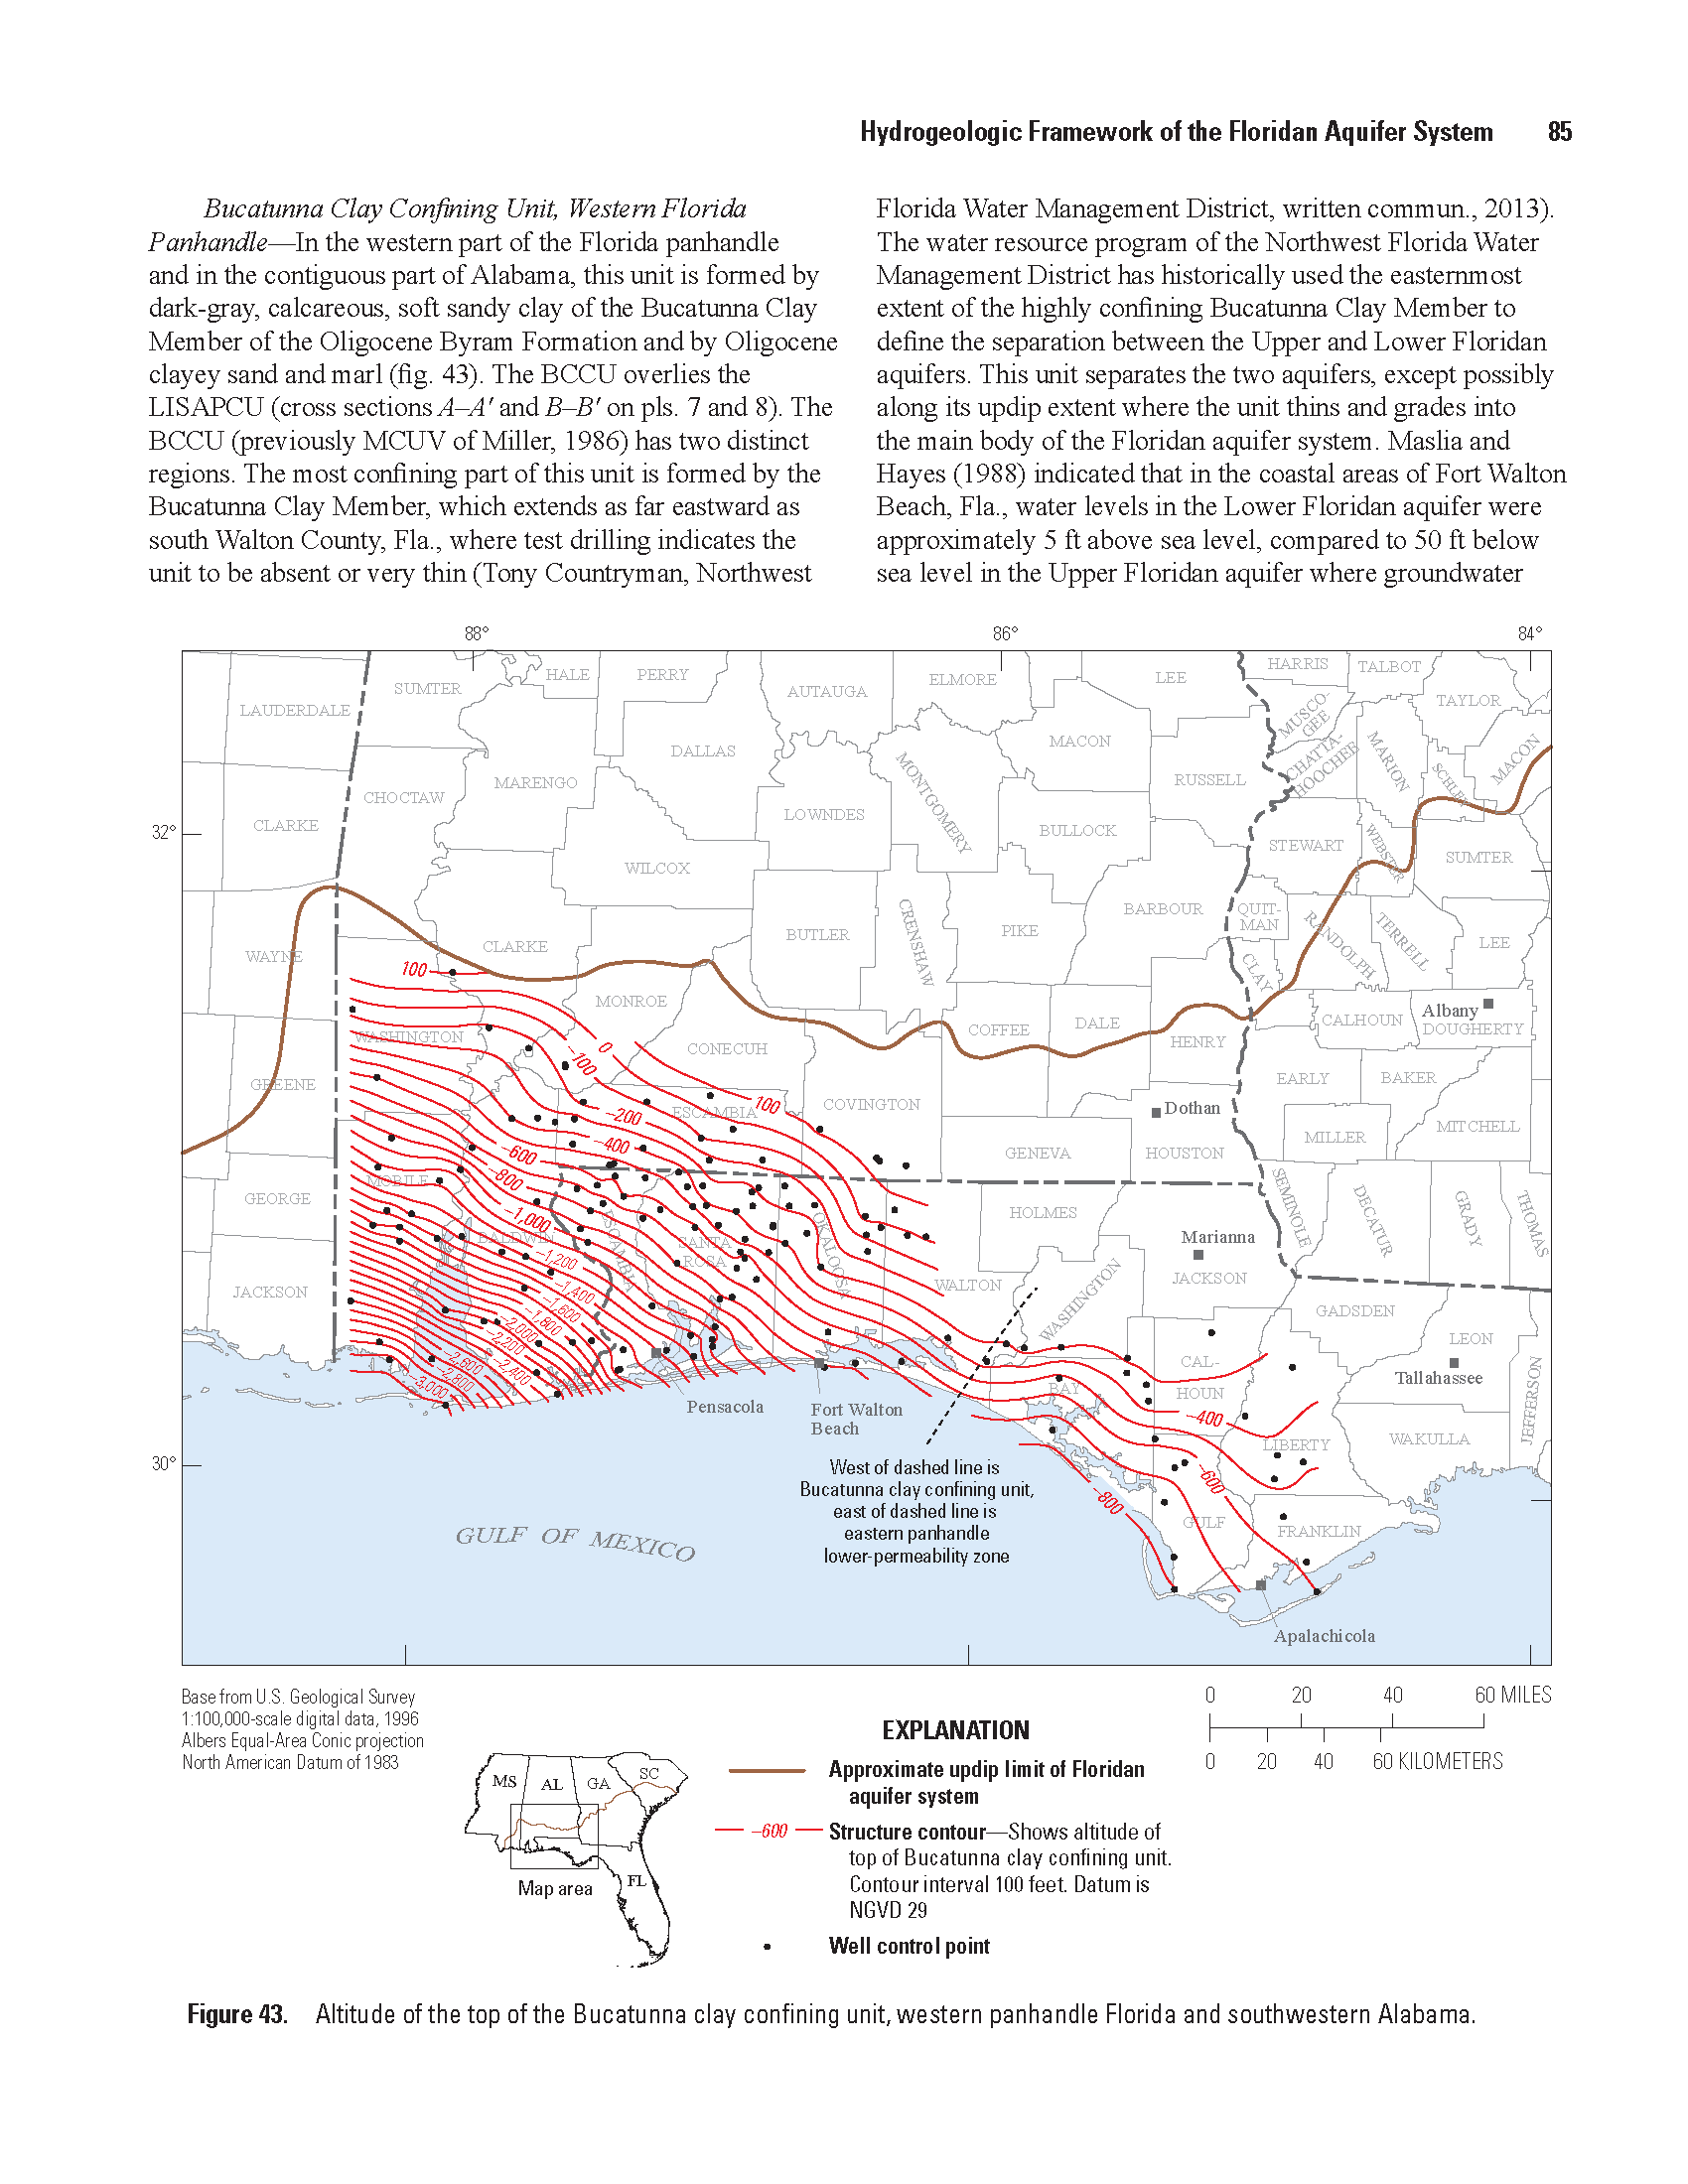 Hydrogeologic Framework of the Floridan Aquifer System 85
Bucatunna Clay Confining Unit, Western Florida
Panhandle—In the western part of the Florida panhandle
and in the contiguous part of Alabama, this unit is formed by
dark-gray, calcareous, soft sandy clay of the Bucatunna Clay
Member of the Oligocene Byram Formation and by Oligocene
clayey sand and marl (fig. 43). The BCCU overlies the
LISAPCU (cross sections A–A′ and B–B′ on pls. 7 and 8). The
BCCU (previously MCUV of Miller, 1986) has two distinct
regions. The most confining part of this unit is formed by the
Bucatunna Clay Member, which extends as far eastward as
south Walton County, Fla., where test drilling indicates the
unit to be absent or very thin (Tony Countryman, Northwest
Florida Water Management District, written commun., 2013).
The water resource program of the Northwest Florida Water
Management District has historically used the easternmost
extent of the highly confining Bucatunna Clay Member to
define the separation between the Upper and Lower Floridan
aquifers. This unit separates the two aquifers, except possibly
along its updip extent where the unit thins and grades into
the main body of the Floridan aquifer system. Maslia and
Hayes (1988) indicated that in the coastal areas of Fort Walton
Beach, Fla., water levels in the Lower Floridan aquifer were
approximately 5 ft above sea level, compared to 50 ft below
sea level in the Upper Floridan aquifer where groundwater
88° 86° 84°
32°
30°
LAUDERDALE
SUMTER
HALE
PERRY
AUTAUGA
ELMORE
LEE
HARRIS
TALBOT
TAYLOR
MUSCO-
GEE
CHATTA-
HOOCHEE
MARION
SCHLEY
MACON
DALLAS
MACON
MONTGOMERY
RUSSELL
MARENGO
CHOCTAW
CLARKE
LOWNDES
BULLOCK
STEWART
WEBSTER
SUMTER
WILCOX
CRENSHAW
BARBOUR
QUIT-
MAN
RANDOLPH
TERRELL
LEE
BUTLER
PIKE
CLARKE
WAYNE
CLAY
MONROE
COFFEE
DALE
HENRY
CALHOUN
Albany
DOUGHERTY
WASHINGTON
CONECUH
GREENE
EARLY
BAKER
ESCAMBIA
COVINGTON
Dothan
MILLER
MITCHELL
GENEVA
HOUSTON
MOBILE
GEORGE
SEMINOLE
DECATUR
GRADY
THOMAS
HOLMES
Marianna
BALDWIN
ESCAMBIA
SANTA
ROSA
OKALOOSA
WALTON
WASHINGTON
JACKSON
JACKSON
GADSDEN
LEON
CAL-
HOUN
Tallahassee
JEFFERSON
BAY
LIBERTY
WAKULLA
GULF
FRANKLIN
Apalachicola
Pensacola
Fort Walton
Beach
100
0
–100
100
–200
–400
–600
–800
–1,000
–1,200
–1,400
–1,600
–1,800
–2,000
–2,200
–2,400
–2,600
–2,800
–3,000
–400
–600
–800
West of dashed line is
Bucatunna clay confining unit,
east of dashed line is
eastern panhandle
lower-permeability zone
GULF OF MEXICO
Base from U.S. Geological Survey
1:100,000-scale digital data, 1996
Albers Equal-Area Conic projection
North American Datum of 1983
0 20 40 60 MILES
0 20 40 60 KILOMETERS
MS AL GA SC
FL
Map area
EXPLANATION
Approximate updip limit of Floridan
aquifer system
–600 Structure contour—Shows altitude of
top of Bucatunna clay confining unit.
Contour interval 100 feet. Datum is
NGVD 29
Well control point
Figure 43. Altitude of the top of the Bucatunna clay confining unit, western panhandle Florida and southwestern Alabama.